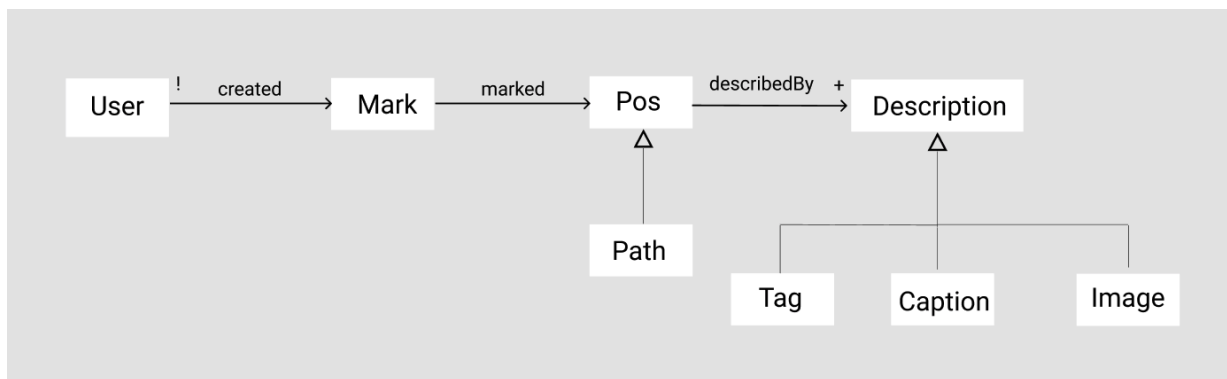 User
!
created
Mark
marked
Pos
describedBy
+
Description
Path
Tag
Caption
Image